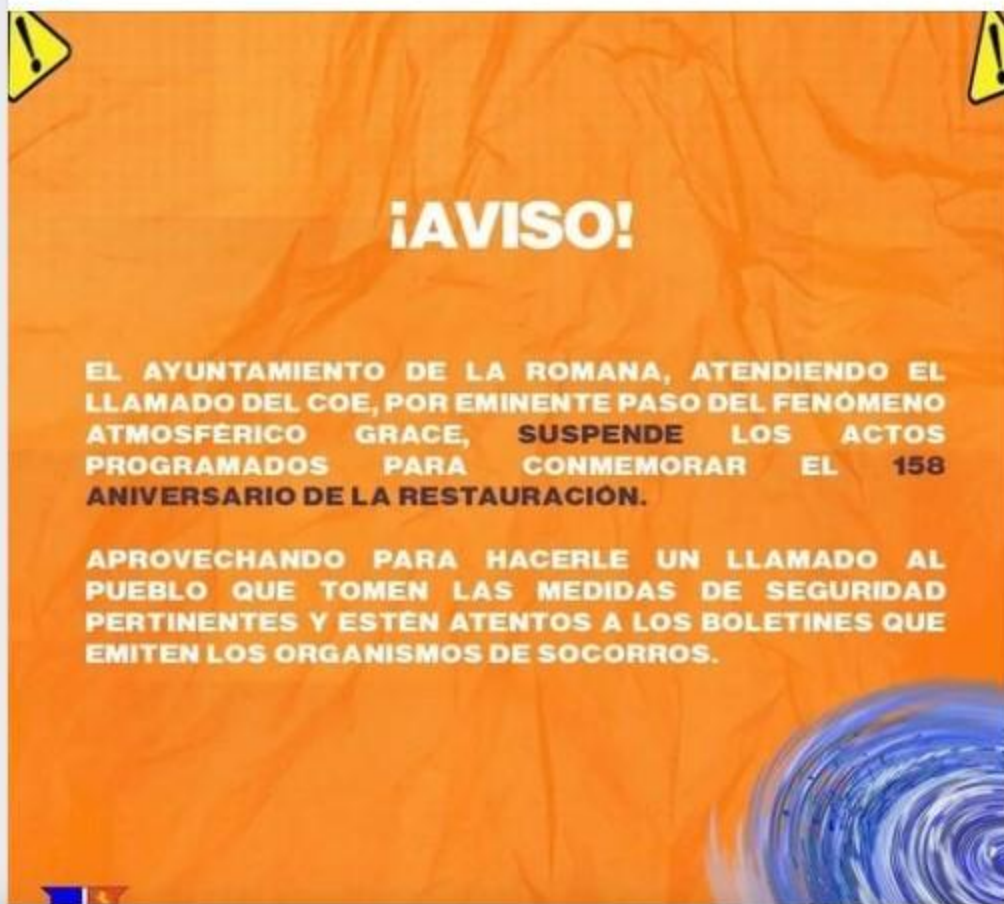 ¡AVISO!
EL AYUNTAMIENTO DE LA ROMANA, ATENDIENDO EL
LLAMADO DEL COE, POR EMINENTE PASO DEL FENÓMENO
ATMOSFÉRICO GRACE, SUSPENDE LOS ACTOS
PROGRAMADOS PARA CONMEMORAR EL 158
ANIVERSARIO DE LA RESTAURACIÓN.
APROVECHANDO PARA HACERLE UN LLAMADO AL
PUEBLO QUE TOMEN LAS MEDIDAS DE SEGURIDAD
PERTINENTES Y ESTÉN ATENTOS A LOS BOLETINES QUE
EMITEN LOS ORGANISMOS DE SOCORROS.